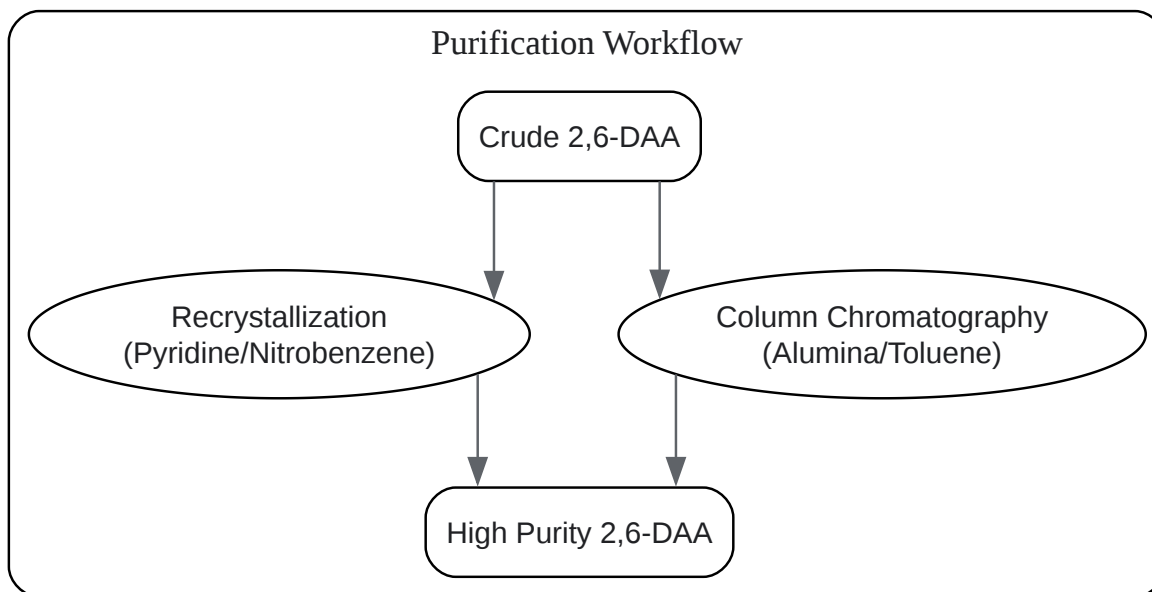 Purification Workflow
Crude 2,6-DAA
Recrystallization
(Pyridine/Nitrobenzene)
Column Chromatography
(Alumina/Toluene)
High Purity 2,6-DAA